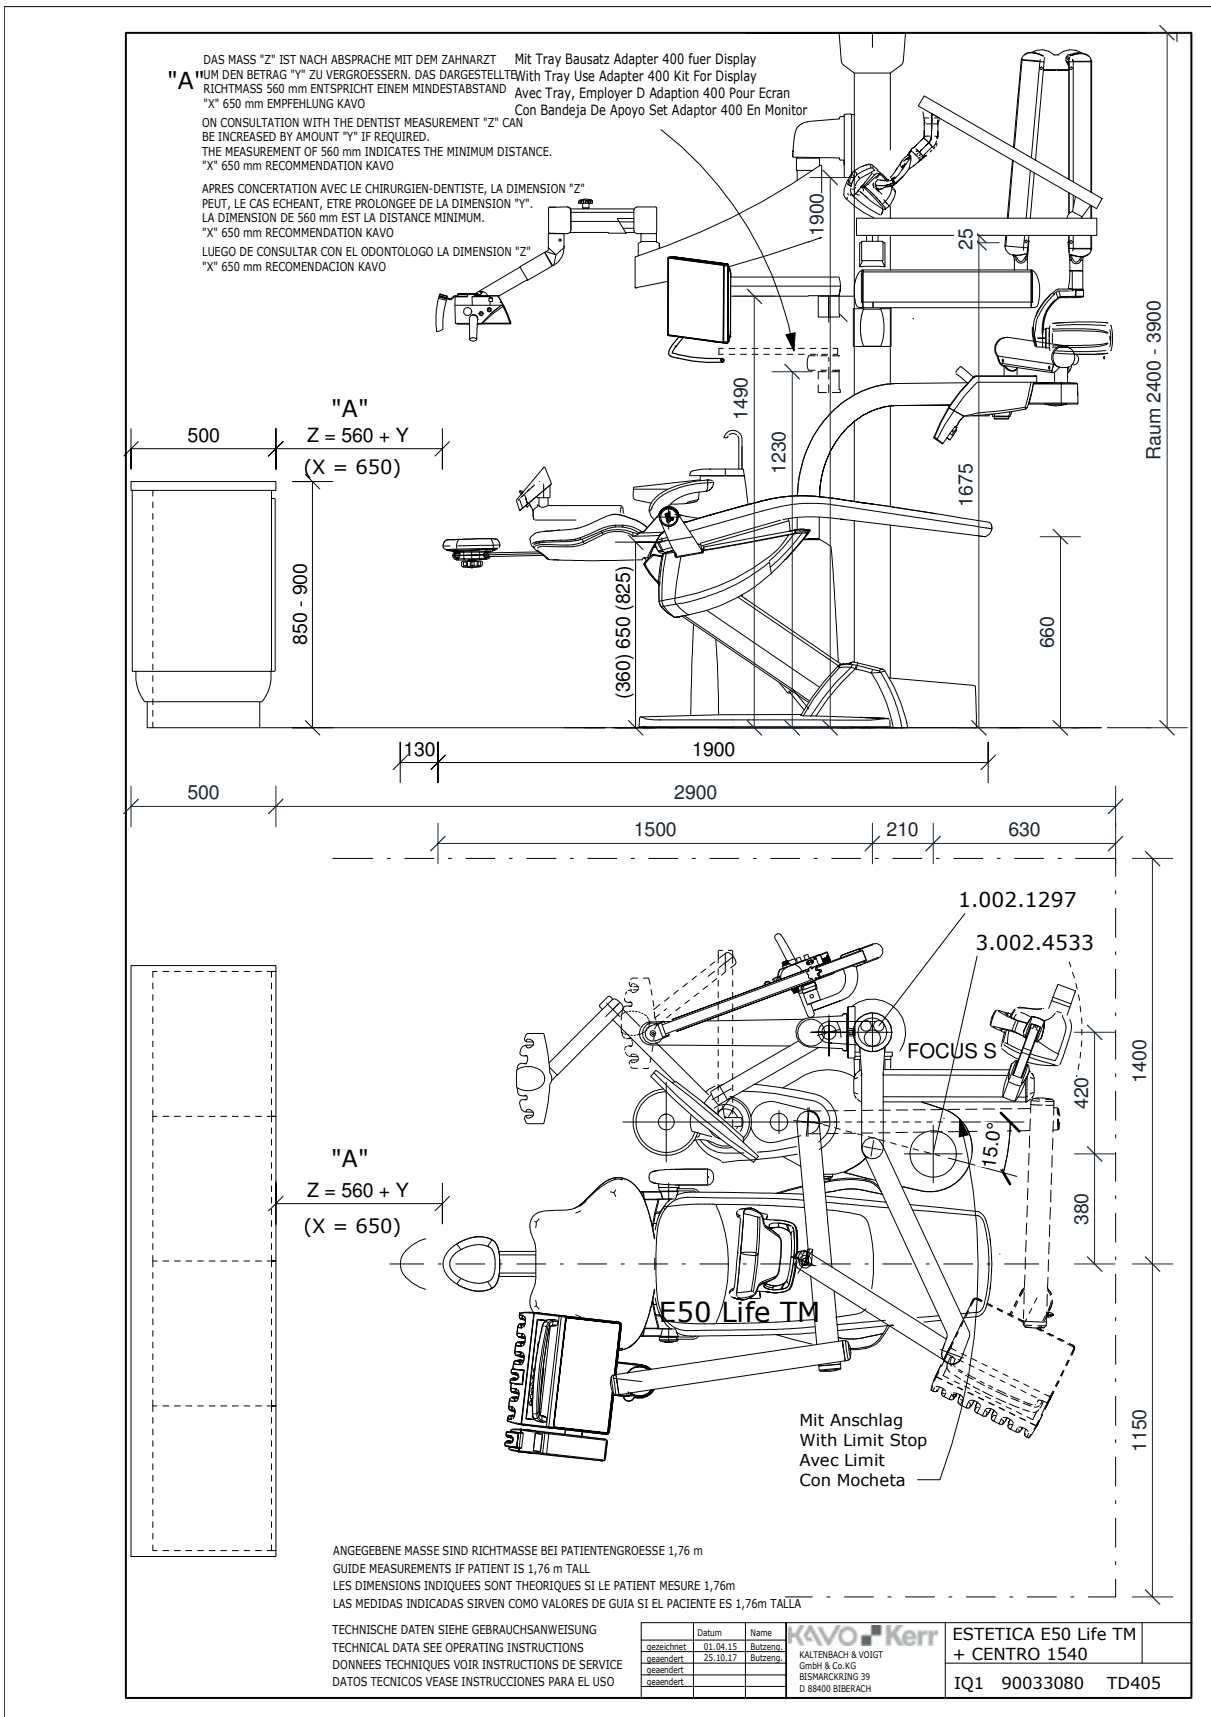 DAS MASS "Z" IST NACH ABSPRACHE MIT DEM ZAHNARZT
"A" UM DEN BETRAG "Y" ZU VERGROESSERN. DAS DARGESTELLTE
RICHTMASS 560 mm ENTSPRICHT EINEM MINDESTABSTAND
"X" 650 mm EMPFEHLUNG KAVO
ON CONSULTATION WITH THE DENTIST MEASUREMENT "Z" CAN
BE INCREASED BY AMOUNT "Y" IF REQUIRED.
THE MEASUREMENT OF 560 mm INDICATES THE MINIMUM DISTANCE.
"X" 650 mm RECOMMENDATION KAVO
APRES CONCERTATION AVEC LE CHIRURGIEN-DENTISTE, LA DIMENSION "Z"
PEUT, LE CAS ECHEANT, ETRE PROLONGEE DE LA DIMENSION "Y".
LA DIMENSION DE 560 mm EST LA DISTANCE MINIMUM.
"X" 650 mm RECOMMENDATION KAVO
LUEGO DE CONSULTAR CON EL ODONTOLOGO LA DIMENSION "Z"
"X" 650 mm RECOMENDACION KAVO
Mit Tray Bausatz Adapter 400 fuer Display
With Tray Use Adapter 400 Kit For Display
Avec Tray, Employer D Adaption 400 Pour Ecran
Con Bandeja De Apoyo Set Adaptor 400 En Monitor
1900
25
Raum 2400 - 3900
1490
1230
1675
"A"
500
Z = 560 + Y
(X = 650)
850 - 900
(360) 650 (825)
660
130
1900
500
2900
1500
210
630
1.002.1297
3.002.4533
FOCUS S
1400
420
15.0°
380
"A"
Z = 560 + Y
(X = 650)
E50 Life TM
1150
Mit Anschlag
With Limit Stop
Avec Limit
Con Mocheta
ANGEGEBENE MASSE SIND RICHTMASSE BEI PATIENTENGROESSE 1,76 m
GUIDE MEASUREMENTS IF PATIENT IS 1,76 m TALL
LES DIMENSIONS INDIQUEES SONT THEORIQUES SI LE PATIENT MESURE 1,76m
LAS MEDIDAS INDICADAS SIRVEN COMO VALORES DE GUIA SI EL PACIENTE ES 1,76m TALLA
TECHNISCHE DATEN SIEHE GEBRAUCHSANWEISUNG
TECHNICAL DATA SEE OPERATING INSTRUCTIONS
DONNEES TECHNIQUES VOIR INSTRUCTIONS DE SERVICE
DATOS TECNICOS VEASE INSTRUCCIONES PARA EL USO
Datum Name
gezeichnet 01.04.15 Butzeng.
geaendert 25.10.17 Butzeng.
geaendert
geaendert
KAVO Kerr
KALTENBACH & VOIGT
GmbH & Co.KG
BISMARCKRING 39
D 88400 BIBERACH
ESTETICA E50 Life TM
+ CENTRO 1540
IQ1 90033080 TD405